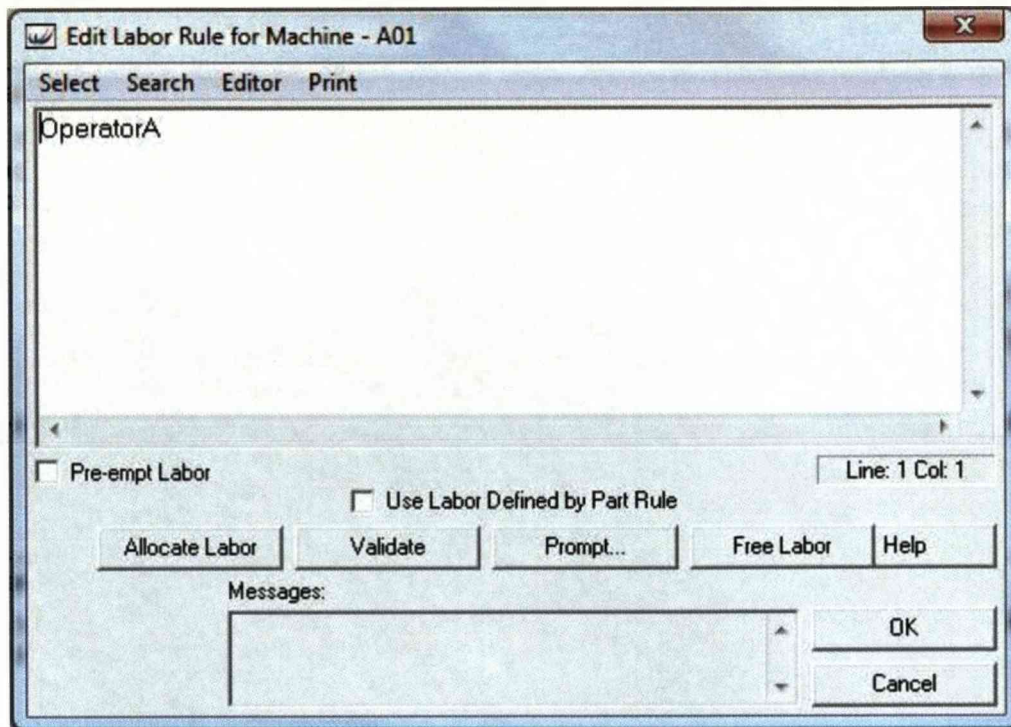 Edit Labor Rule for Machine - A01
Select Search Editor Print
OperatorA
Pre-empt Labor
Line: 1 Col: 1
Use Labor Defined by Part Rule
Allocate Labor Validate Prompt... Free Labor Help
Messages:
OK
Cancel